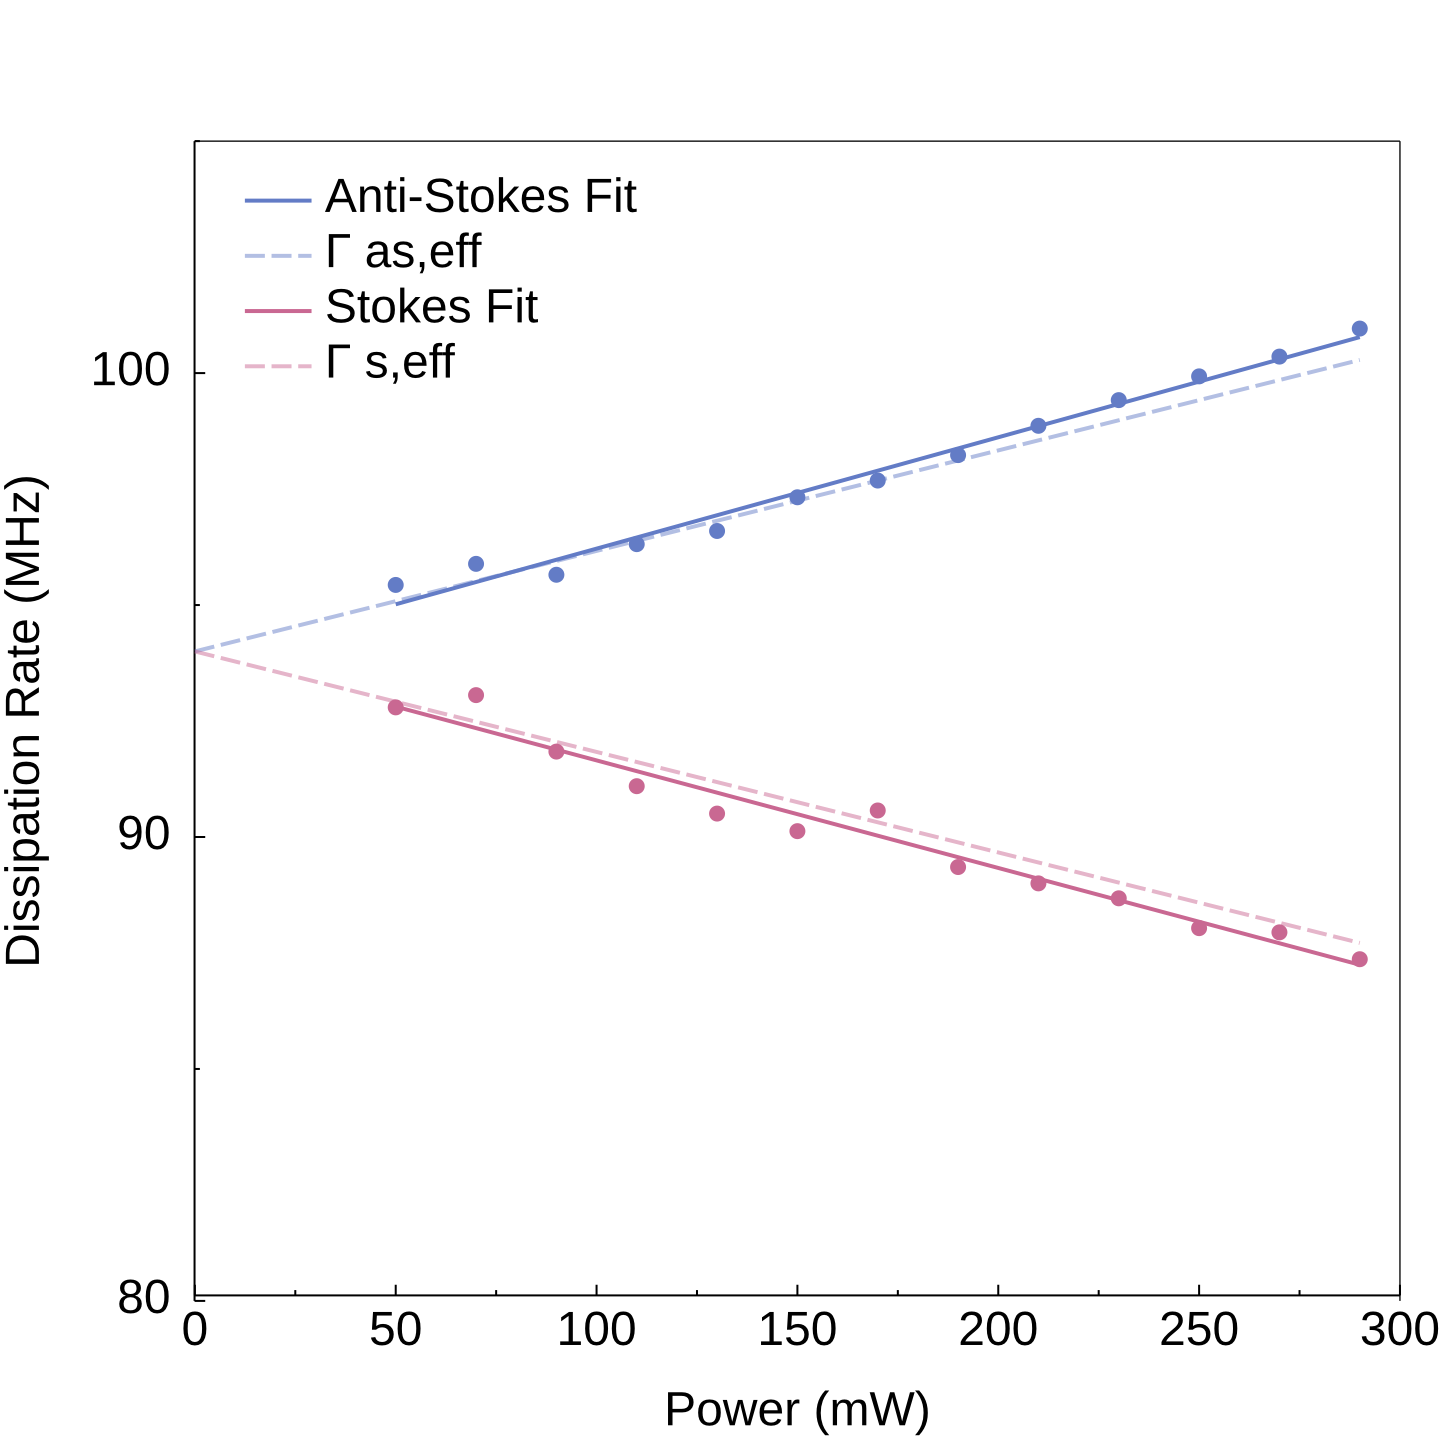 Anti-Stokes Fit
Γ as,eff
Stokes Fit
Γ s,eff
100
90
80
0 50 100 150 200 250 300
Power (mW)
Dissipation Rate (MHz)